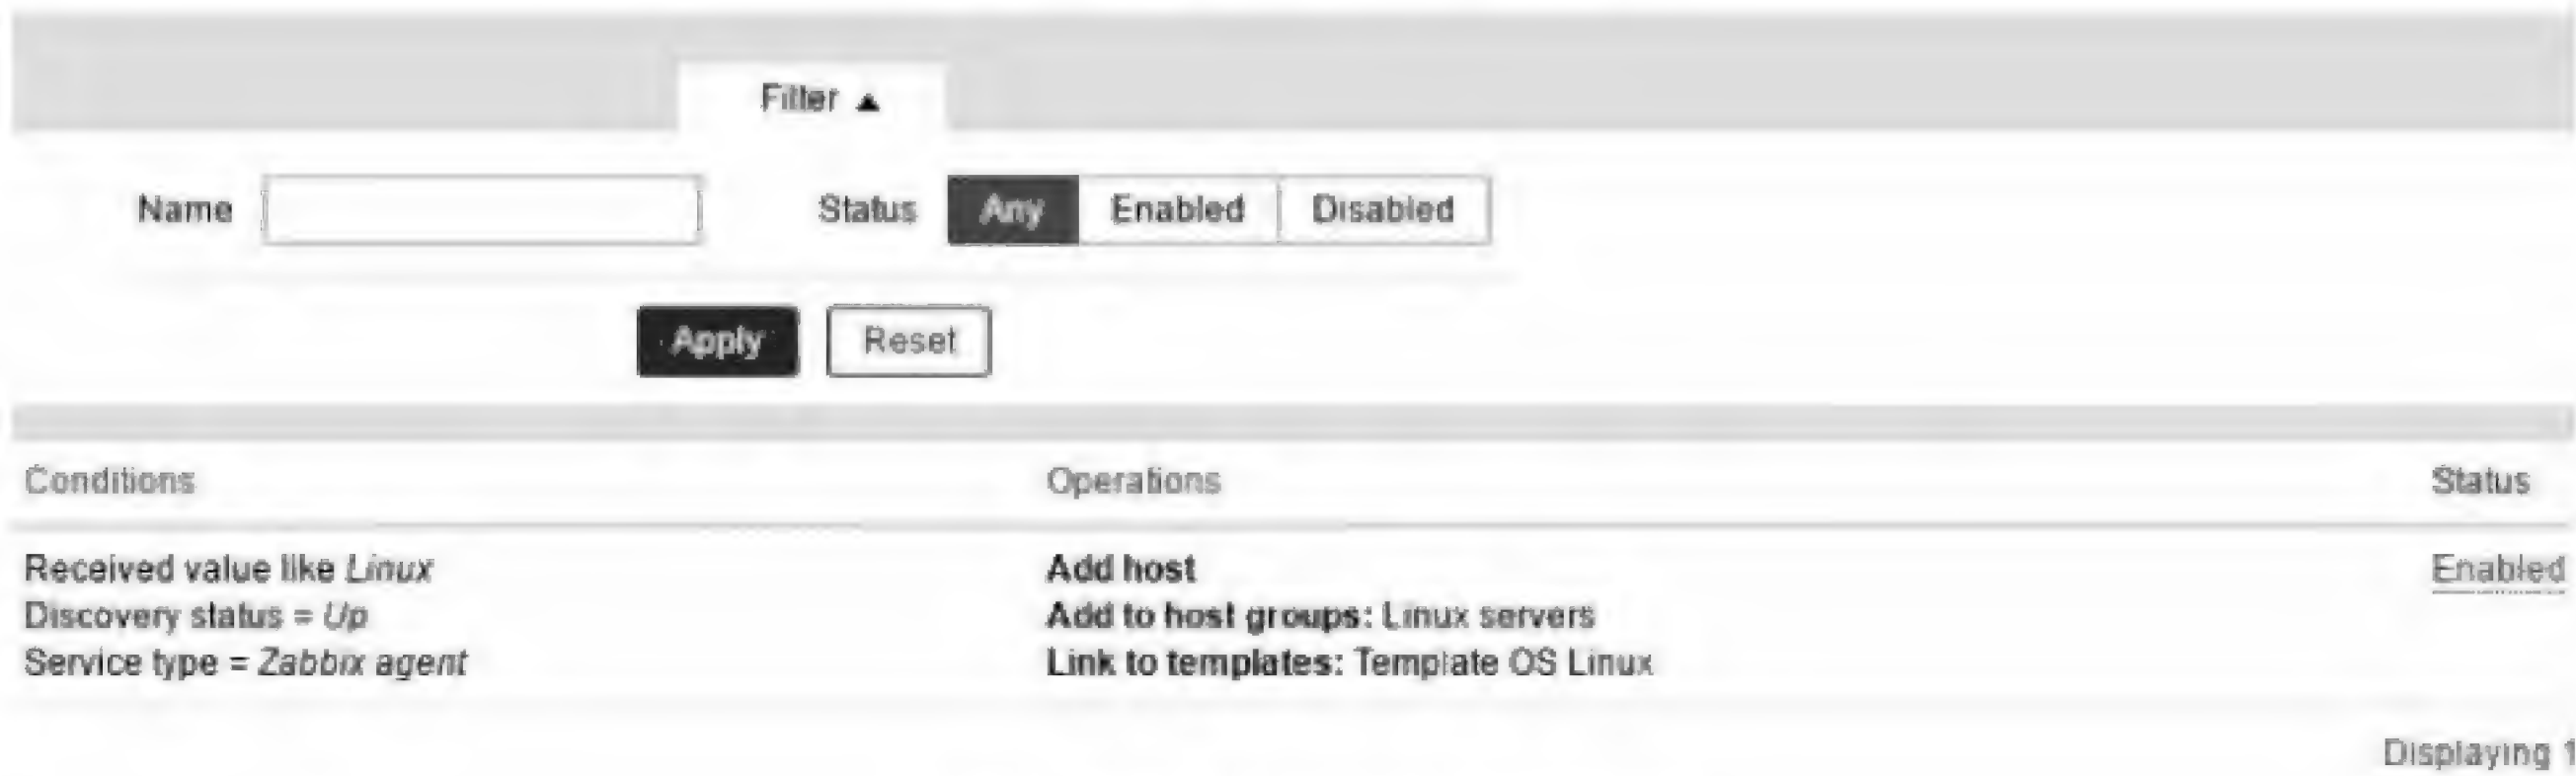 Filter ▲
Name Status Any Enabled Disabled
Apply Reset
Conditions Operations Status
Received value like Linux Add host Enabled
Discovery status = Up Add to host groups: Linux servers
Service type = Zabbix agent Link to templates: Template OS Linux
Displaying 1